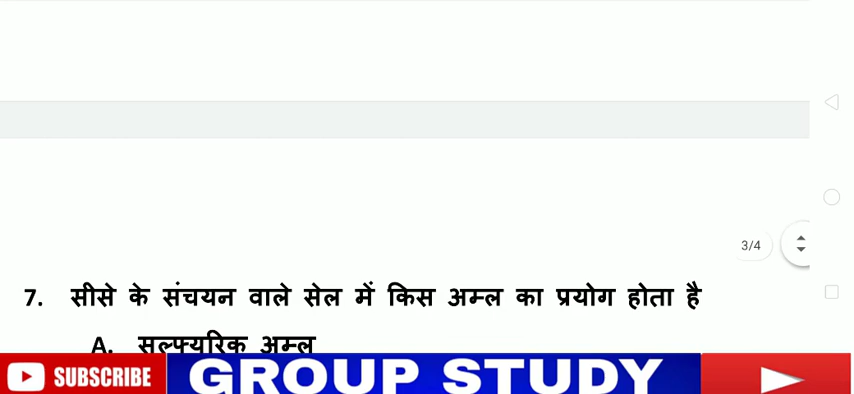 3/4
7. सीसे के संचयन वाले सेल में किस अम्ल का प्रयोग होता है
A. सल्फ्यूरिक अम्ल
SUBSCRIBE GROUP STUDY